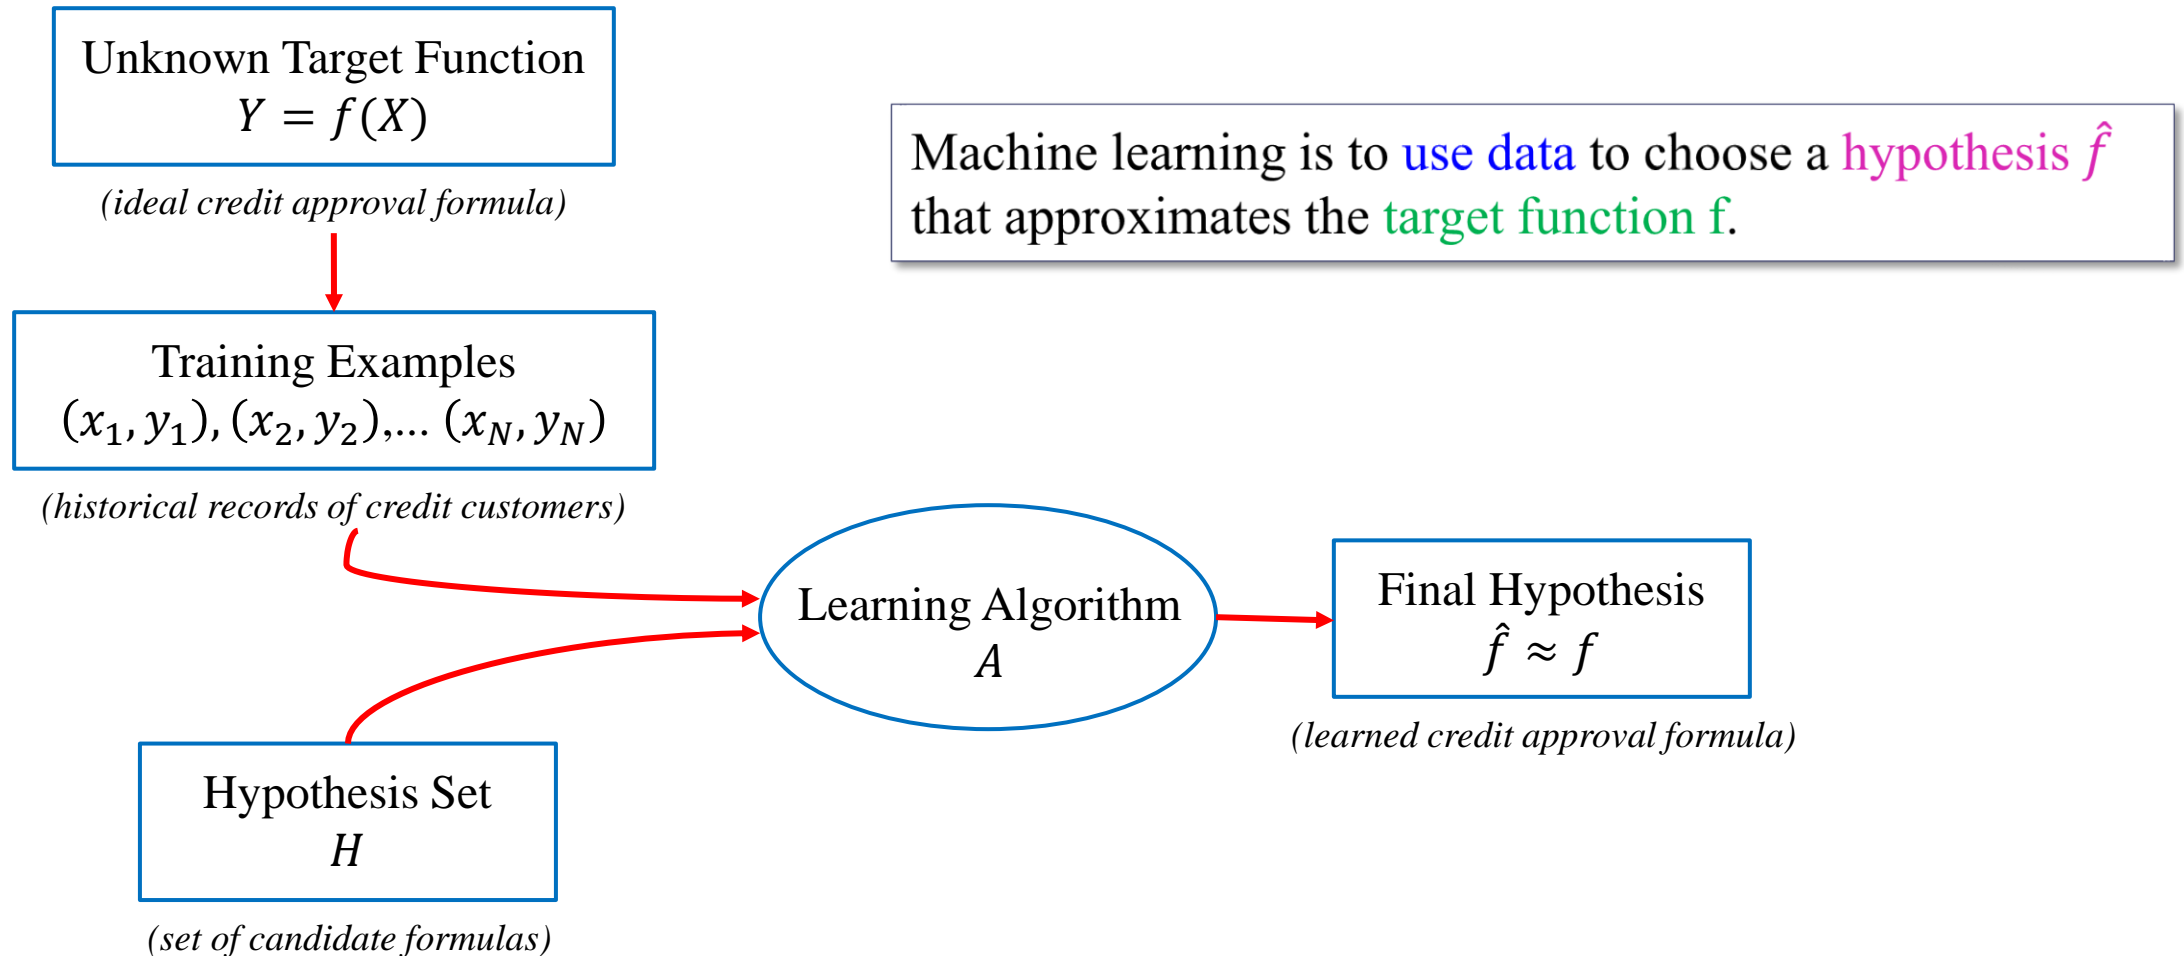 Unknown Target Function
Y = f(X)
(ideal credit approval formula)
Machine learning is to use data to choose a hypothesis f̂
that approximates the target function f.
Training Examples
(x₁, y₁), (x₂, y₂),... (x_N, y_N)
(historical records of credit customers)
Learning Algorithm
A
Final Hypothesis
f̂ ≈ f
(learned credit approval formula)
Hypothesis Set
H
(set of candidate formulas)